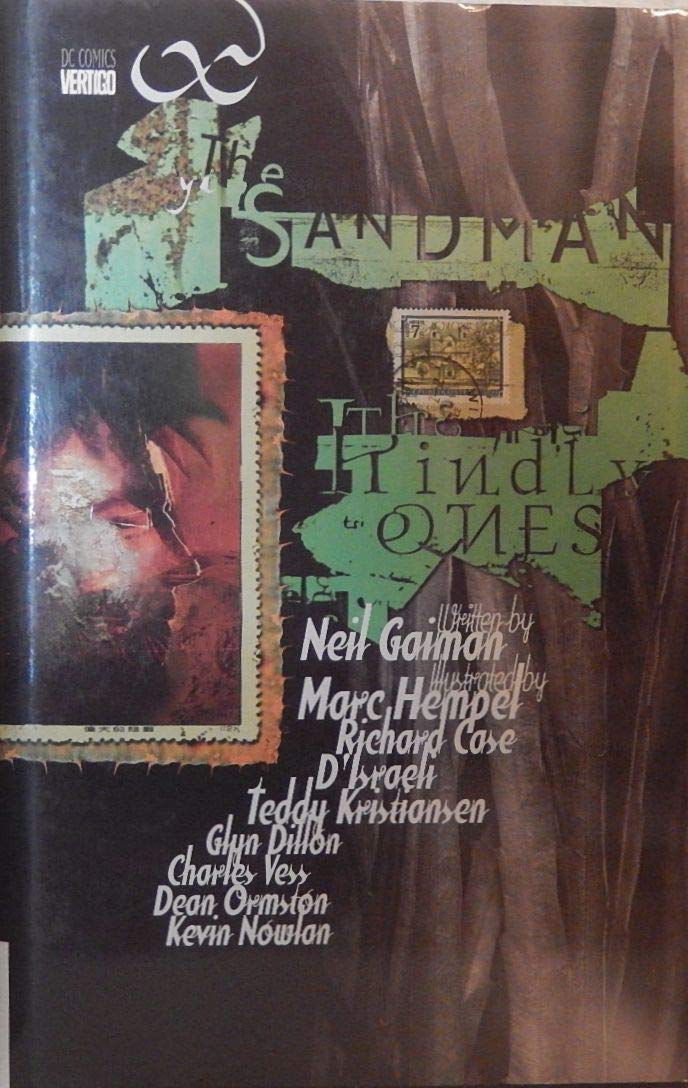 DC COMICS
VERTIGO
The
SANDMAN
7
The
Kindly
ONES
Written by
Neil Gaiman
Illustrated by
Marc Hempel
Richard Case
D'Israeli
Teddy Kristiansen
Glyn Dillon
Charles Vess
Dean Ormston
Kevin Nowlan